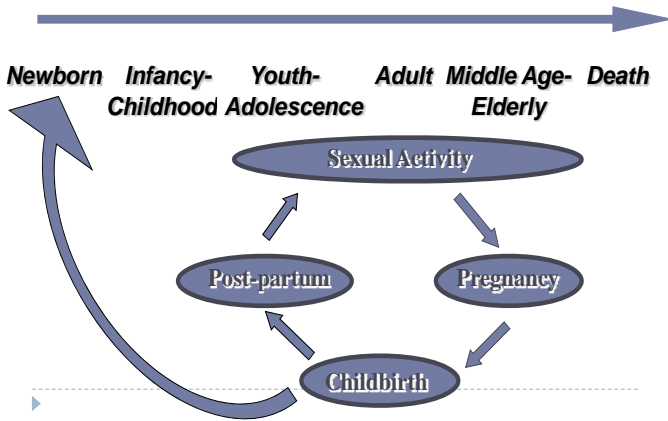 Newborn Infancy- Youth- Adult Middle Age- Death
Childhood Adolescence Elderly
Sexual Activity
Post-partum Pregnancy
Childbirth